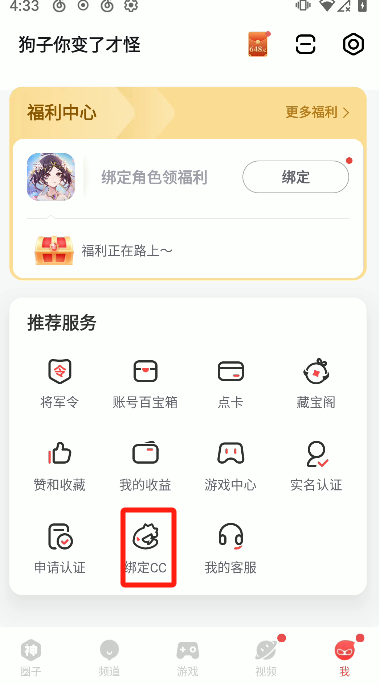 4:33
狗子你变了才怪
648元
福利中心
更多福利
绑定角色领福利
绑定
福利正在路上～
推荐服务
令
将军令
账号百宝箱
点卡
藏宝阁
赞和收藏
我的收益
游戏中心
实名认证
申请认证
绑定CC
我的客服
神
圈子
频道
游戏
视频
我